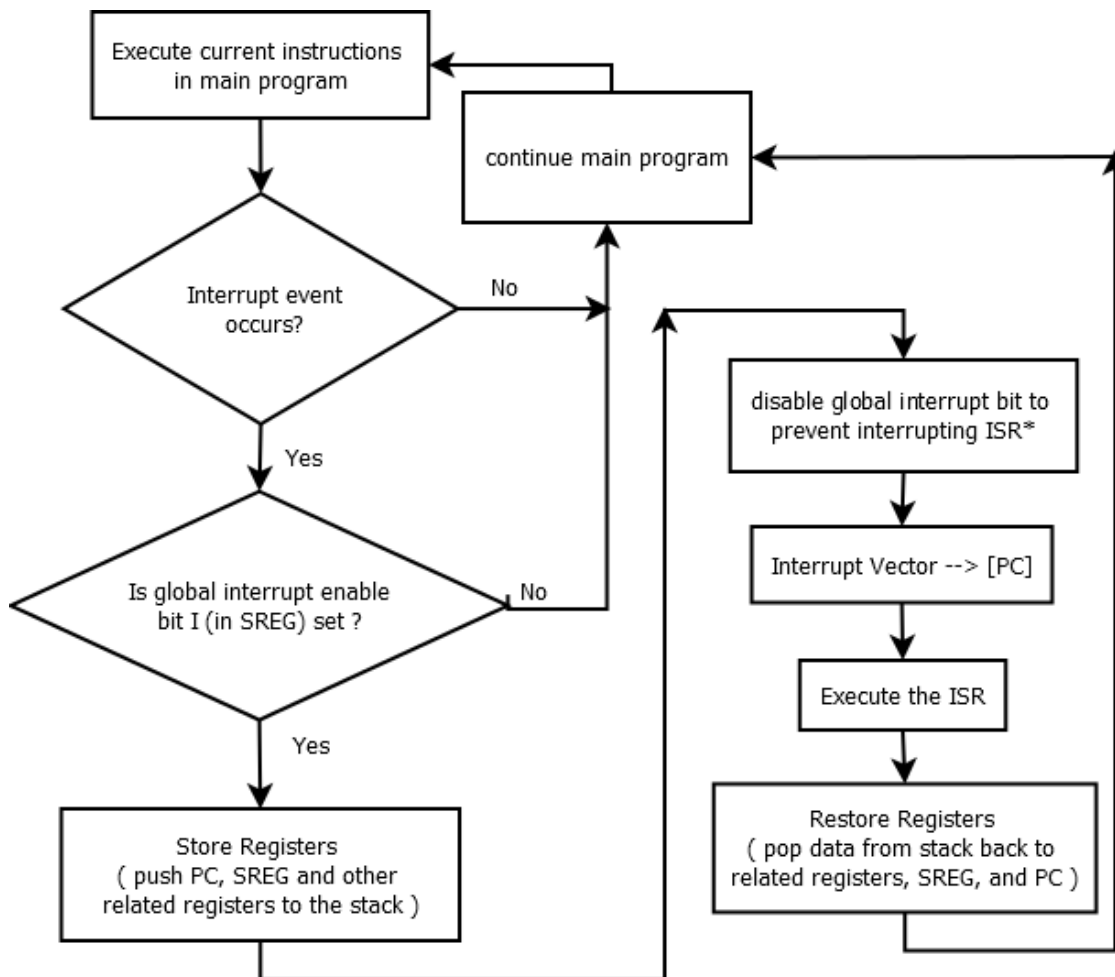 Execute current instructions
in main program
continue main program
Interrupt event
occurs?
No
Yes
Is global interrupt enable
bit I (in SREG) set ?
No
Yes
Store Registers
( push PC, SREG and other
related registers to the stack )
disable global interrupt bit to
prevent interrupting ISR*
Interrupt Vector --> [PC]
Execute the ISR
Restore Registers
( pop data from stack back to
related registers, SREG, and PC )